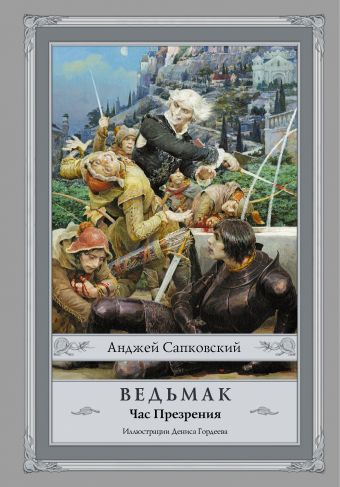 Анджей Сапковский
ВЕДЬМАК
Час Презрения
Иллюстрации Дениса Гордеева